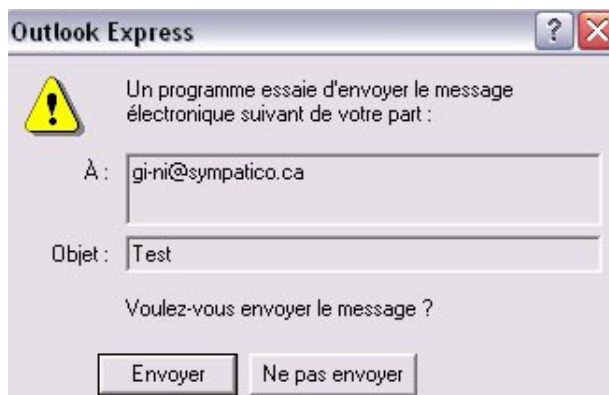 Outlook Express
?
Un programme essaie d'envoyer le message
électronique suivant de votre part :
À : gi-ni@sympatico.ca
Objet : Test
Voulez-vous envoyer le message ?
Envoyer Ne pas envoyer